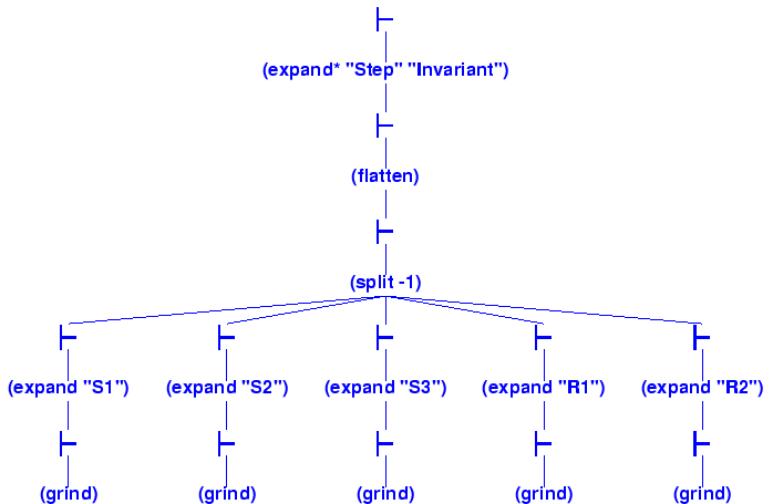 ⊢
(expand* "Step" "Invariant")
⊢
(flatten)
⊢
(split -1)
⊢ ⊢ ⊢ ⊢ ⊢
(expand "S1") (expand "S2") (expand "S3") (expand "R1") (expand "R2")
⊢ ⊢ ⊢ ⊢ ⊢
(grind) (grind) (grind) (grind) (grind)